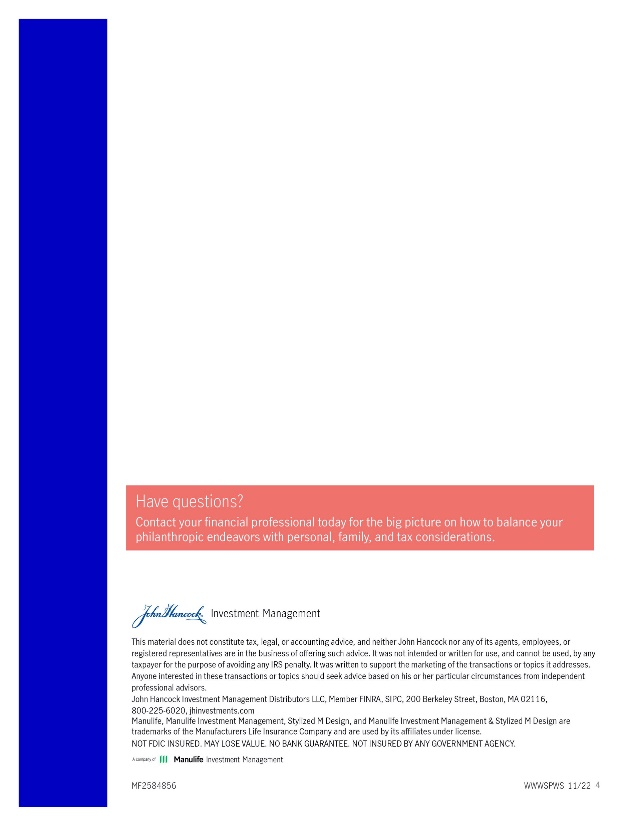 Have questions?
Contact your financial professional today for the big picture on how to balance your
philanthropic endeavors with personal, family, and tax considerations.
John Hancock Investment Management
This material does not constitute tax, legal, or accounting advice, and neither John Hancock nor any of its agents, employees, or
registered representatives are in the business of offering such advice. It was not intended or written for use, and cannot be used, by any
taxpayer for the purpose of avoiding any IRS penalty. It was written to support the marketing of the transactions or topics it addresses.
Anyone interested in these transactions or topics should seek advice based on his or her particular circumstances from independent
professional advisors.
John Hancock Investment Management Distributors LLC, Member FINRA, SIPC, 200 Berkeley Street, Boston, MA 02116,
800-225-6020, jhinvestments.com
Manulife, Manulife Investment Management, Stylized M Design, and Manulife Investment Management & Stylized M Design are
trademarks of the Manufacturers Life Insurance Company and are used by its affiliates under license.
NOT FDIC INSURED. MAY LOSE VALUE. NO BANK GUARANTEE. NOT INSURED BY ANY GOVERNMENT AGENCY.
A company of Manulife Investment Management
MF2584856 WWWSPWS 11/22 4